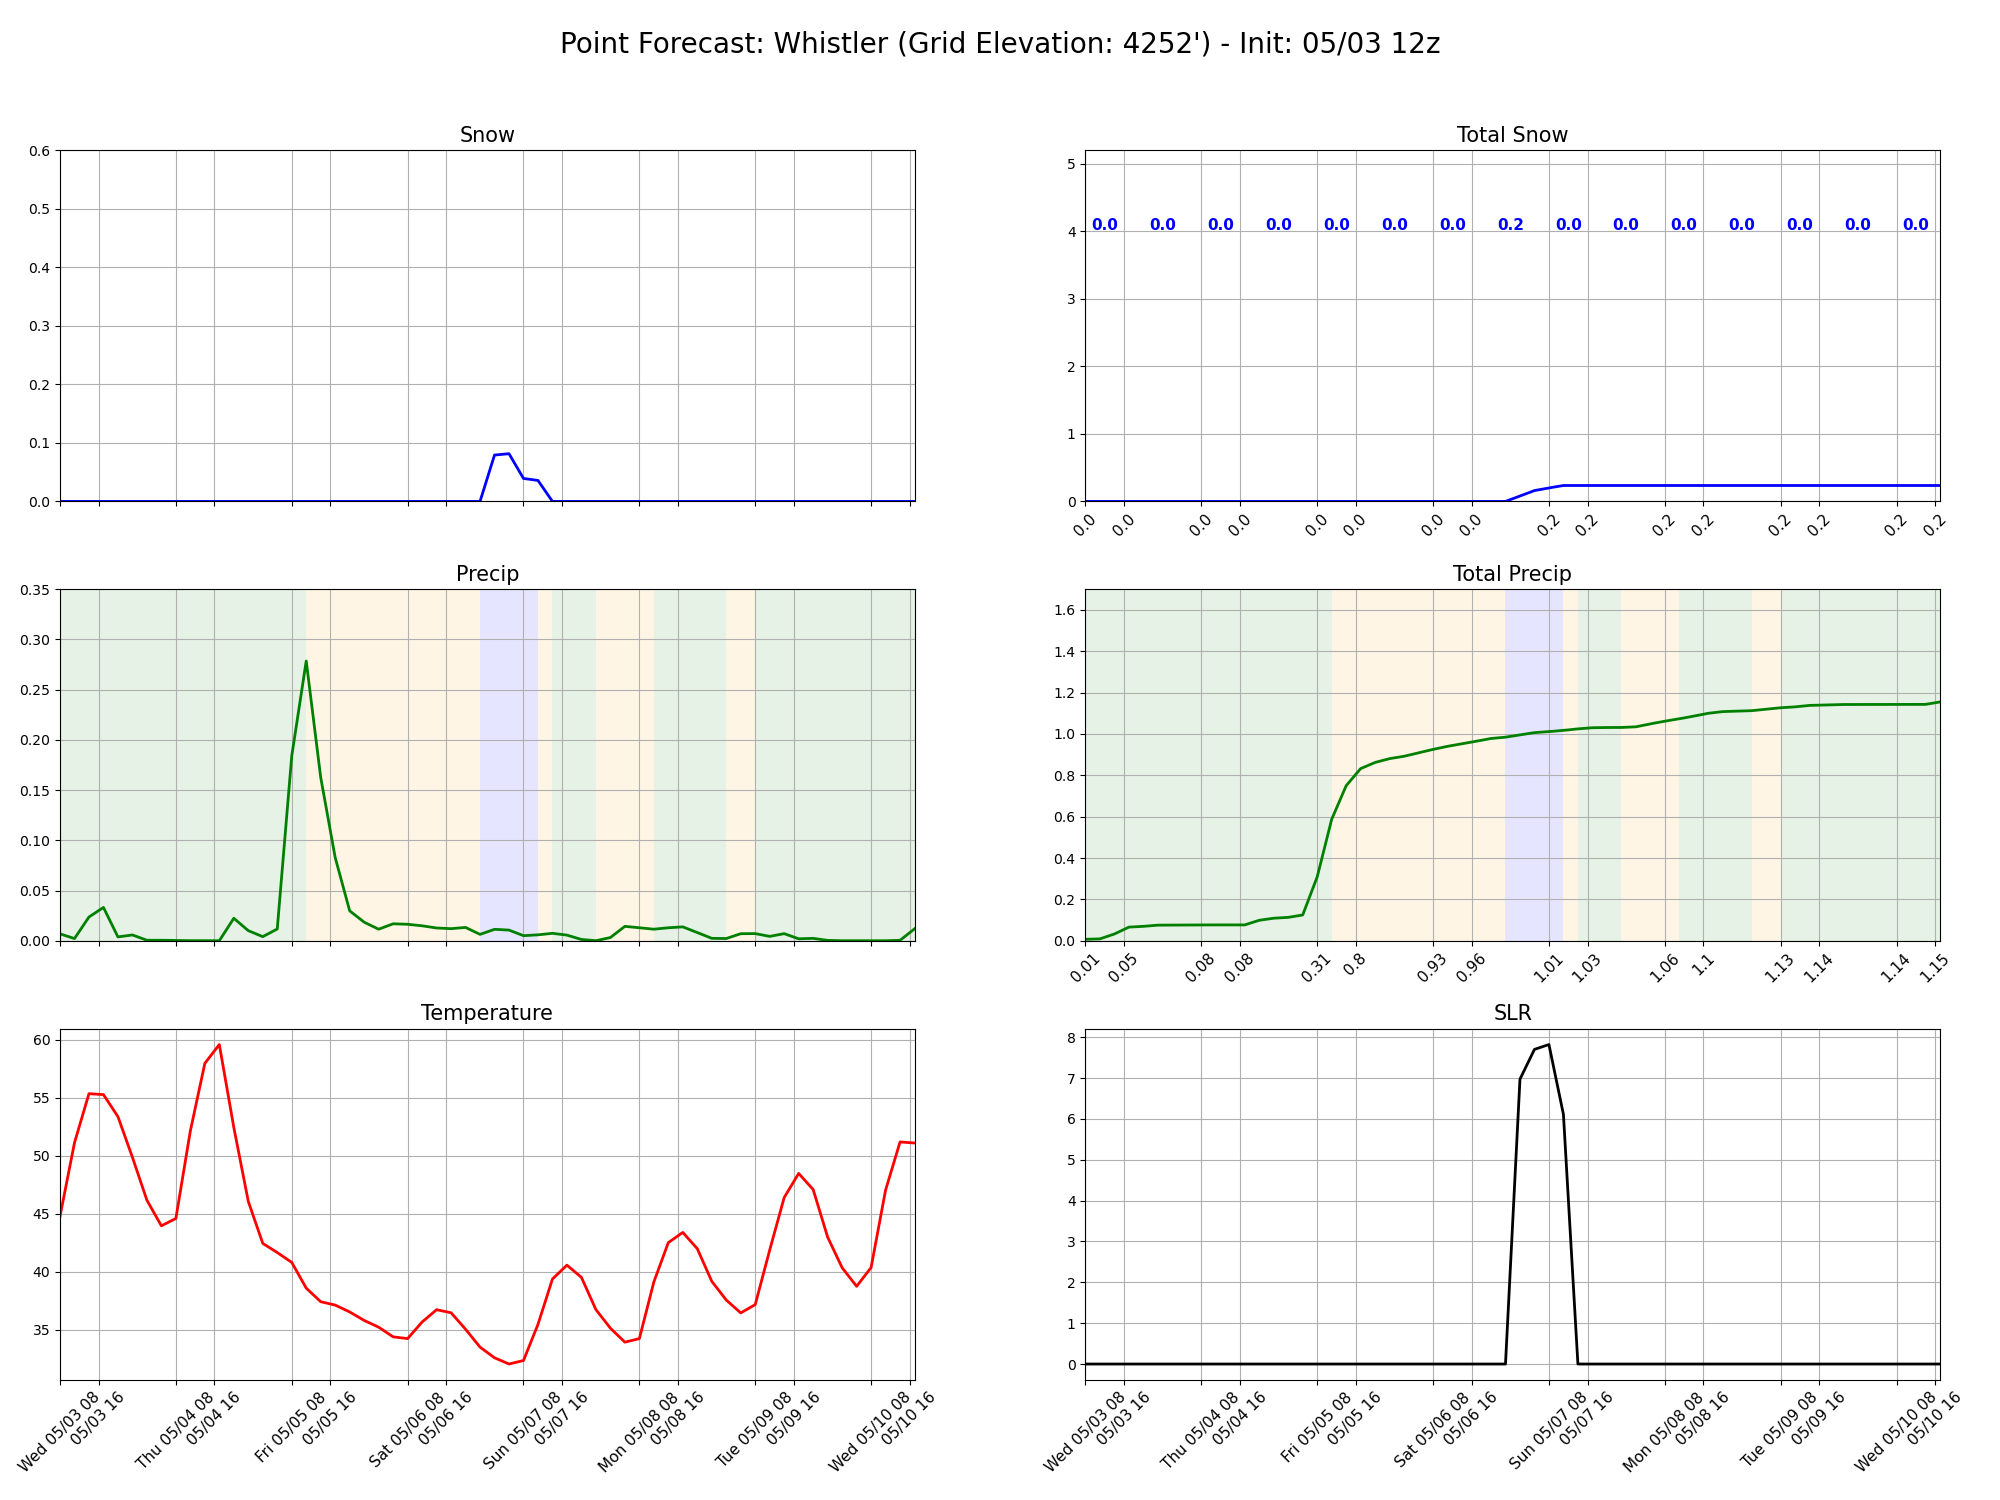 Point Forecast: Whistler (Grid Elevation: 4252') - Init: 05/03 12z
Snow
0.6
0.5
0.4
0.3
0.2
0.1
0.0
Total Snow
5
4
3
2
1
0
0.0 0.0 0.0 0.0 0.0 0.0 0.0 0.2 0.0 0.0 0.0 0.0 0.0 0.0 0.0
0.0 0.0 0.0 0.0 0.0 0.0 0.0 0.0 0.2 0.2 0.2 0.2 0.2 0.2 0.2 0.2
Precip
0.35
0.30
0.25
0.20
0.15
0.10
0.05
0.00
Total Precip
1.6
1.4
1.2
1.0
0.8
0.6
0.4
0.2
0.0
0.01 0.05 0.08 0.08 0.31 0.8 0.93 0.96 1.01 1.03 1.06 1.1 1.13 1.14 1.14 1.15
Temperature
60
55
50
45
40
35
Wed 05/03 08
05/03 16
Thu 05/04 08
05/04 16
Fri 05/05 08
05/05 16
Sat 05/06 08
05/06 16
Sun 05/07 08
05/07 16
Mon 05/08 08
05/08 16
Tue 05/09 08
05/09 16
Wed 05/10 08
05/10 16
SLR
8
7
6
5
4
3
2
1
0
Wed 05/03 08
05/03 16
Thu 05/04 08
05/04 16
Fri 05/05 08
05/05 16
Sat 05/06 08
05/06 16
Sun 05/07 08
05/07 16
Mon 05/08 08
05/08 16
Tue 05/09 08
05/09 16
Wed 05/10 08
05/10 16